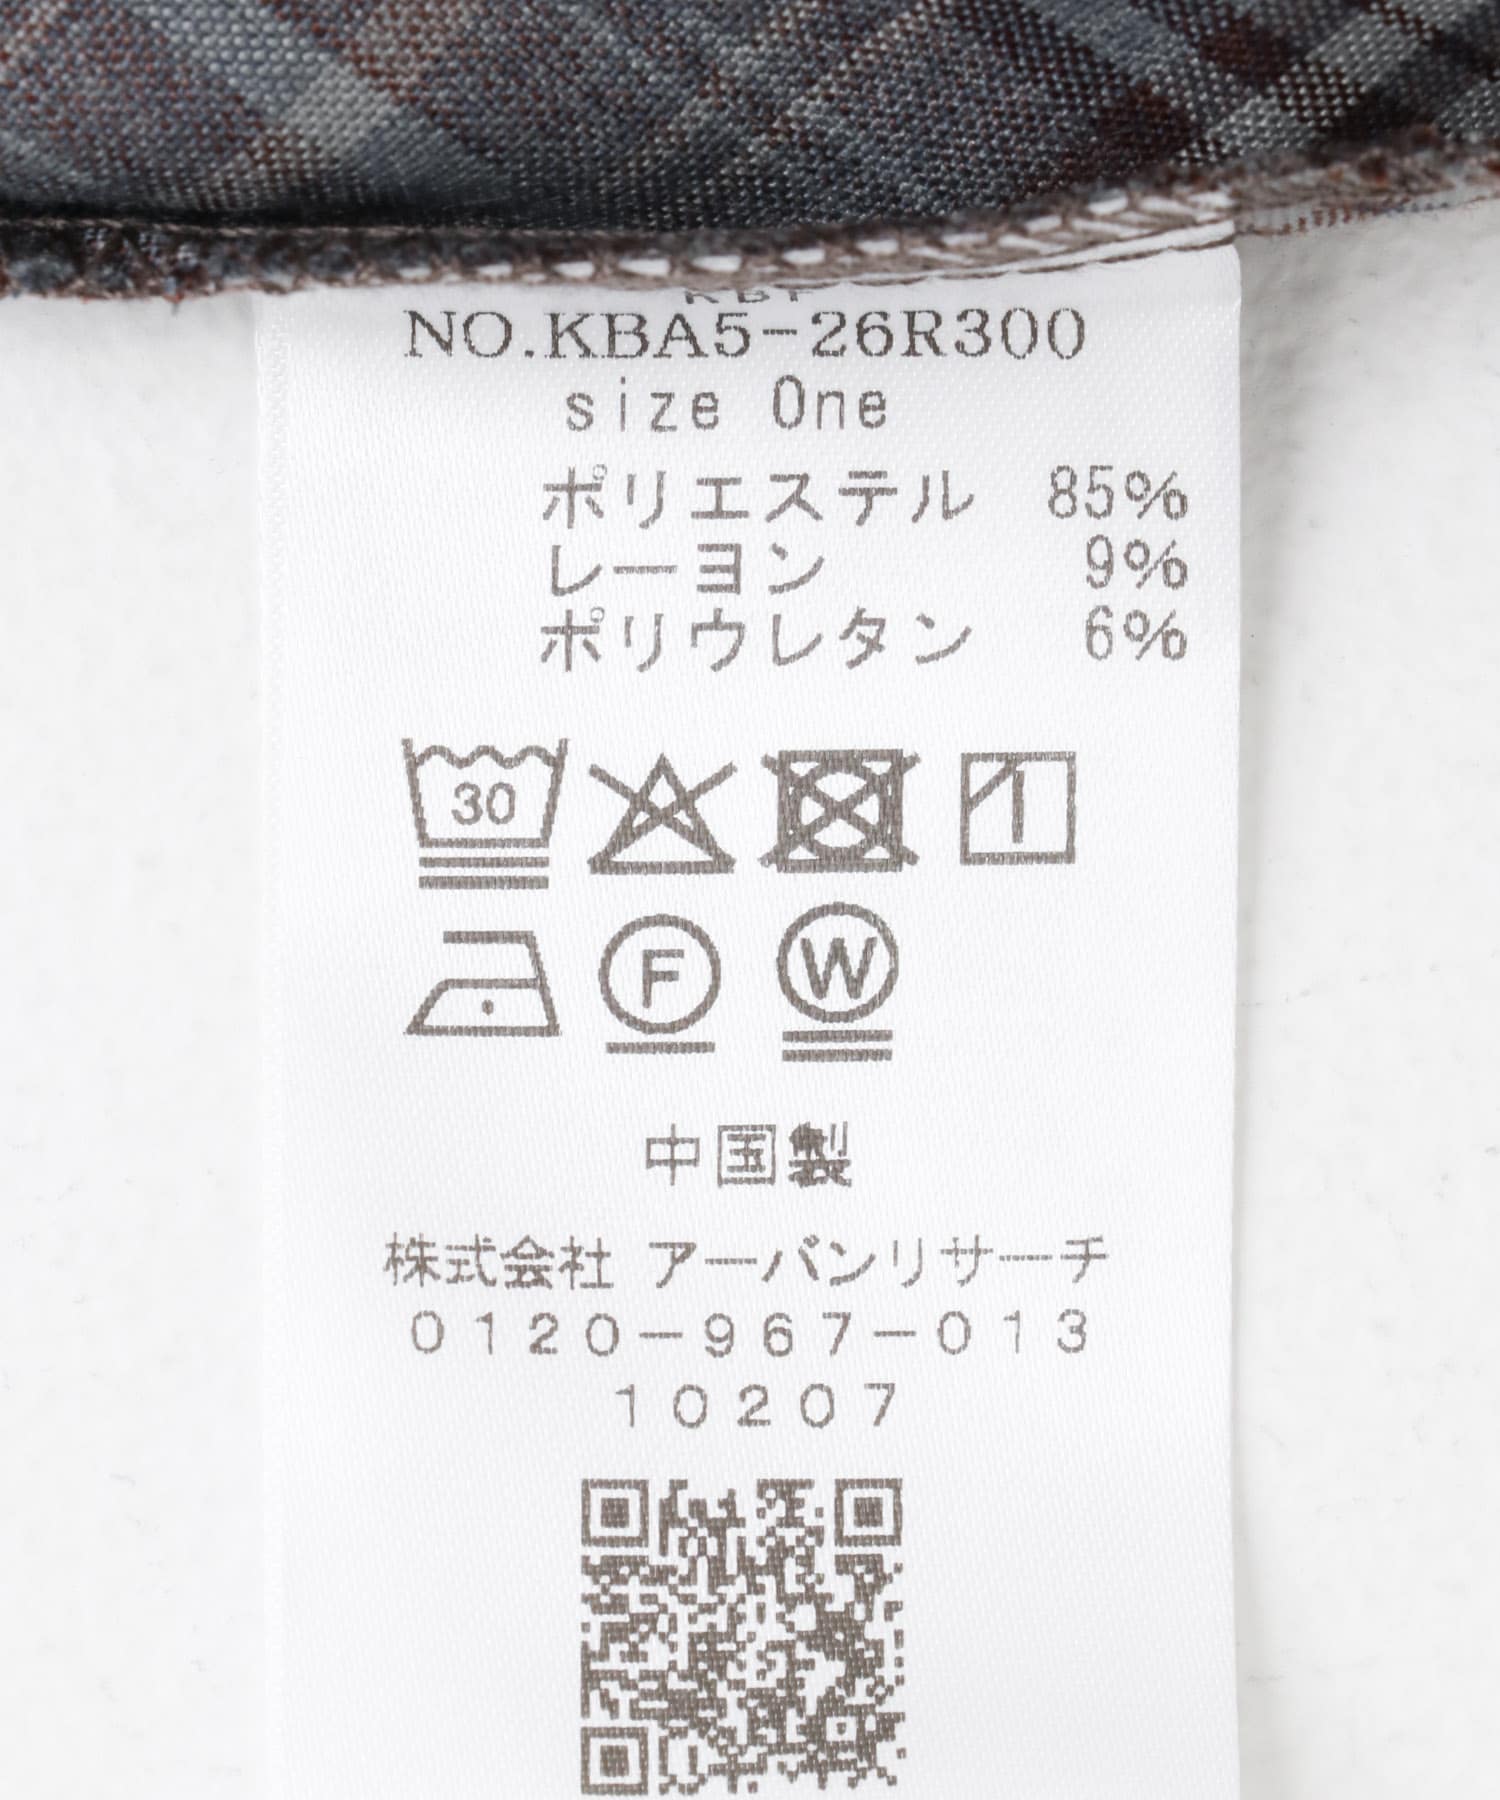 NO.KBA5-26R300
size One
ポリエステル 85%
レーヨン 9%
ポリウレタン 6%
30
F W
中国製
株式会社 アーバンリサーチ
0120-967-013
10207